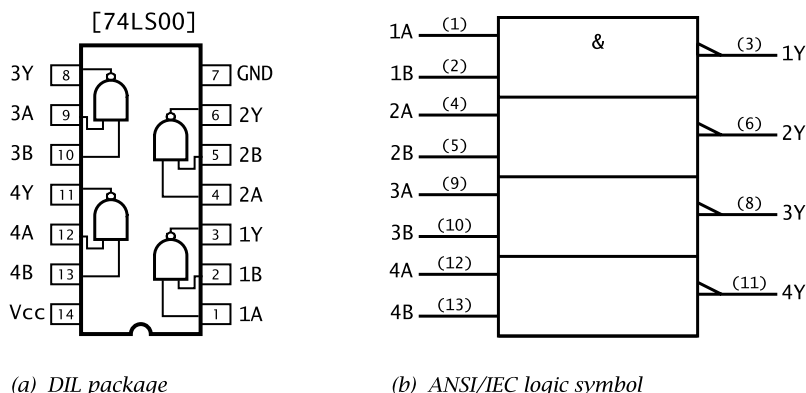 [74LS00]
3Y 8 7 GND
3A 9 6 2Y
3B 10 5 2B
4Y 11 4 2A
4A 12 3 1Y
4B 13 2 1B
Vcc 14 1 1A
(a) DIL package
1A (1)
1B (2)
2A (4)
2B (5)
3A (9)
3B (10)
4A (12)
4B (13)
&
(3) 1Y
(6) 2Y
(8) 3Y
(11) 4Y
(b) ANSI/IEC logic symbol